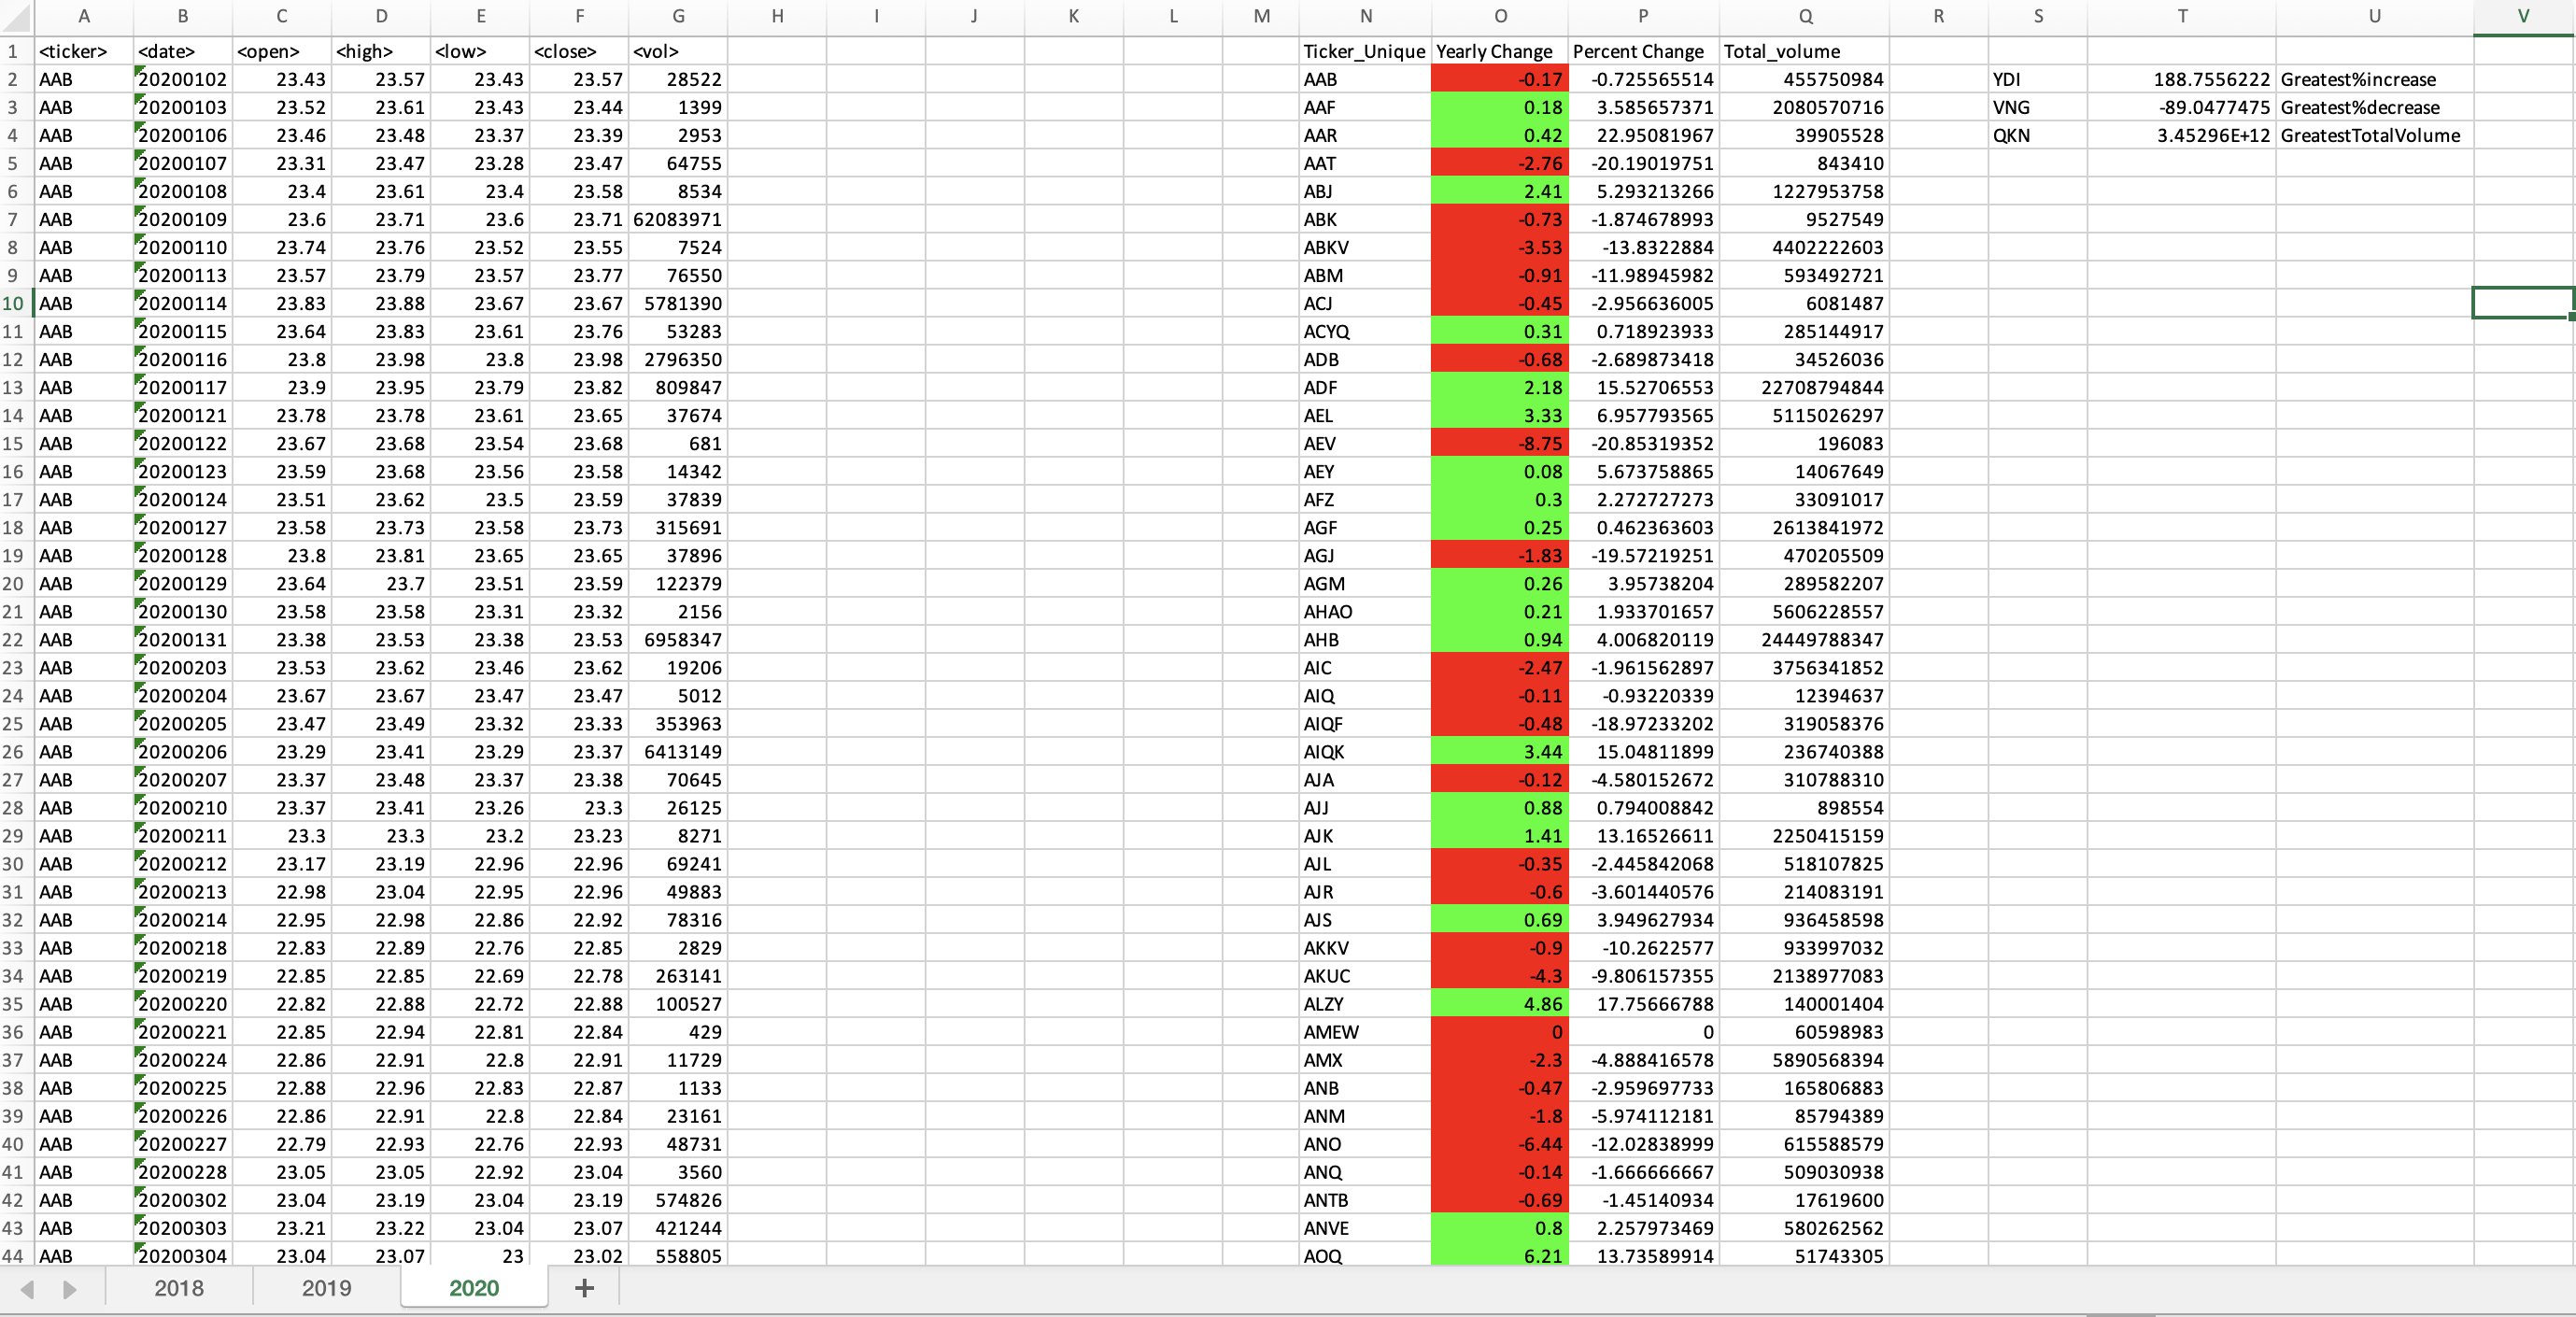 A B C D E F G H I J K L M N O P Q R S T U V
1 <ticker> <date> <open> <high> <low> <close> <vol> Ticker_Unique Yearly Change Percent Change Total_volume
2 AAB 20200102 23.43 23.57 23.43 23.57 28522 AAB -0.17 -0.725565514 455750984 YDI 188.7556222 Greatest%increase
3 AAB 20200103 23.52 23.61 23.43 23.44 1399 AAF 0.18 3.585657371 2080570716 VNG -89.0477475 Greatest%decrease
4 AAB 20200106 23.46 23.48 23.37 23.39 2953 AAR 0.42 22.95081967 39905528 QKN 3.45296E+12 GreatestTotalVolume
5 AAB 20200107 23.31 23.47 23.28 23.47 64755 AAT -2.76 -20.19019751 843410
6 AAB 20200108 23.4 23.61 23.4 23.58 8534 ABJ 2.41 5.293213266 1227953758
7 AAB 20200109 23.6 23.71 23.6 23.71 62083971 ABK -0.73 -1.874678993 9527549
8 AAB 20200110 23.74 23.76 23.52 23.55 7524 ABKV -3.53 -13.8322884 4402222603
9 AAB 20200113 23.57 23.79 23.57 23.77 76550 ABM -0.91 -11.98945982 593492721
10 AAB 20200114 23.83 23.88 23.67 23.67 5781390 ACJ -0.45 -2.956636005 6081487
11 AAB 20200115 23.64 23.83 23.61 23.76 53283 ACYQ 0.31 0.718923933 285144917
12 AAB 20200116 23.8 23.98 23.8 23.98 2796350 ADB -0.68 -2.689873418 34526036
13 AAB 20200117 23.9 23.95 23.79 23.82 809847 ADF 2.18 15.52706553 22708794844
14 AAB 20200121 23.78 23.78 23.61 23.65 37674 AEL 3.33 6.957793565 5115026297
15 AAB 20200122 23.67 23.68 23.54 23.68 681 AEV -8.75 -20.85319352 196083
16 AAB 20200123 23.59 23.68 23.56 23.58 14342 AEY 0.08 5.673758865 14067649
17 AAB 20200124 23.51 23.62 23.5 23.59 37839 AFZ 0.3 2.272727273 33091017
18 AAB 20200127 23.58 23.73 23.58 23.73 315691 AGF 0.25 0.462363603 2613841972
19 AAB 20200128 23.8 23.81 23.65 23.65 37896 AGJ -1.83 -19.57219251 470205509
20 AAB 20200129 23.64 23.7 23.51 23.59 122379 AGM 0.26 3.95738204 289582207
21 AAB 20200130 23.58 23.58 23.31 23.32 2156 AHAO 0.21 1.933701657 5606228557
22 AAB 20200131 23.38 23.53 23.38 23.53 6958347 AHB 0.94 4.006820119 24449788347
23 AAB 20200203 23.53 23.62 23.46 23.62 19206 AIC -2.47 -1.961562897 3756341852
24 AAB 20200204 23.67 23.67 23.47 23.47 5012 AIQ -0.11 -0.93220339 12394637
25 AAB 20200205 23.47 23.49 23.32 23.33 353963 AIQF -0.48 -18.97233202 319058376
26 AAB 20200206 23.29 23.41 23.29 23.37 6413149 AIQK 3.44 15.04811899 236740388
27 AAB 20200207 23.37 23.48 23.37 23.38 70645 AJA -0.12 -4.580152672 310788310
28 AAB 20200210 23.37 23.41 23.26 23.3 26125 AJJ 0.88 0.794008842 898554
29 AAB 20200211 23.3 23.3 23.2 23.23 8271 AJK 1.41 13.16526611 2250415159
30 AAB 20200212 23.17 23.19 22.96 22.96 69241 AJL -0.35 -2.445842068 518107825
31 AAB 20200213 22.98 23.04 22.95 22.96 49883 AJR -0.6 -3.601440576 214083191
32 AAB 20200214 22.95 22.98 22.86 22.92 78316 AJS 0.69 3.949627934 936458598
33 AAB 20200218 22.83 22.89 22.76 22.85 2829 AKKV -0.9 -10.2622577 933997032
34 AAB 20200219 22.85 22.85 22.69 22.78 263141 AKUC -4.3 -9.806157355 2138977083
35 AAB 20200220 22.82 22.88 22.72 22.88 100527 ALZY 4.86 17.75666788 140001404
36 AAB 20200221 22.85 22.94 22.81 22.84 429 AMEW 0 0 60598983
37 AAB 20200224 22.86 22.91 22.8 22.91 11729 AMX -2.3 -4.888416578 5890568394
38 AAB 20200225 22.88 22.96 22.83 22.87 1133 ANB -0.47 -2.959697733 165806883
39 AAB 20200226 22.86 22.91 22.8 22.84 23161 ANM -1.8 -5.974112181 85794389
40 AAB 20200227 22.79 22.93 22.76 22.93 48731 ANO -6.44 -12.02838999 615588579
41 AAB 20200228 23.05 23.05 22.92 23.04 3560 ANQ -0.14 -1.666666667 509030938
42 AAB 20200302 23.04 23.19 23.04 23.19 574826 ANTB -0.69 -1.45140934 17619600
43 AAB 20200303 23.21 23.22 23.04 23.07 421244 ANVE 0.8 2.257973469 580262562
44 AAB 20200304 23.04 23.07 23 23.02 558805 AOQ 6.21 13.73589914 51743305
2018 2019 2020 +